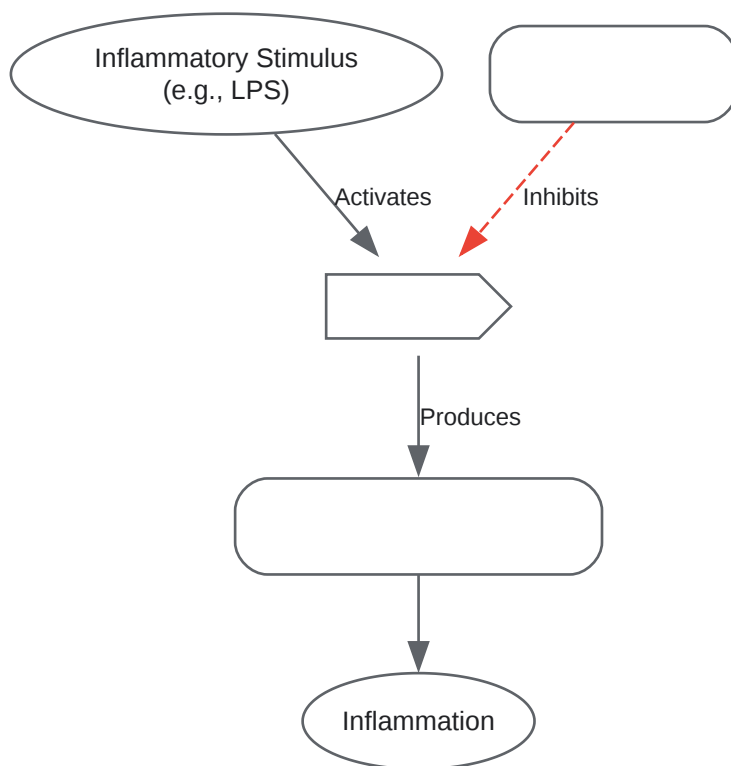 Inflammatory Stimulus
(e.g., LPS)
Activates
Inhibits
Produces
Inflammation